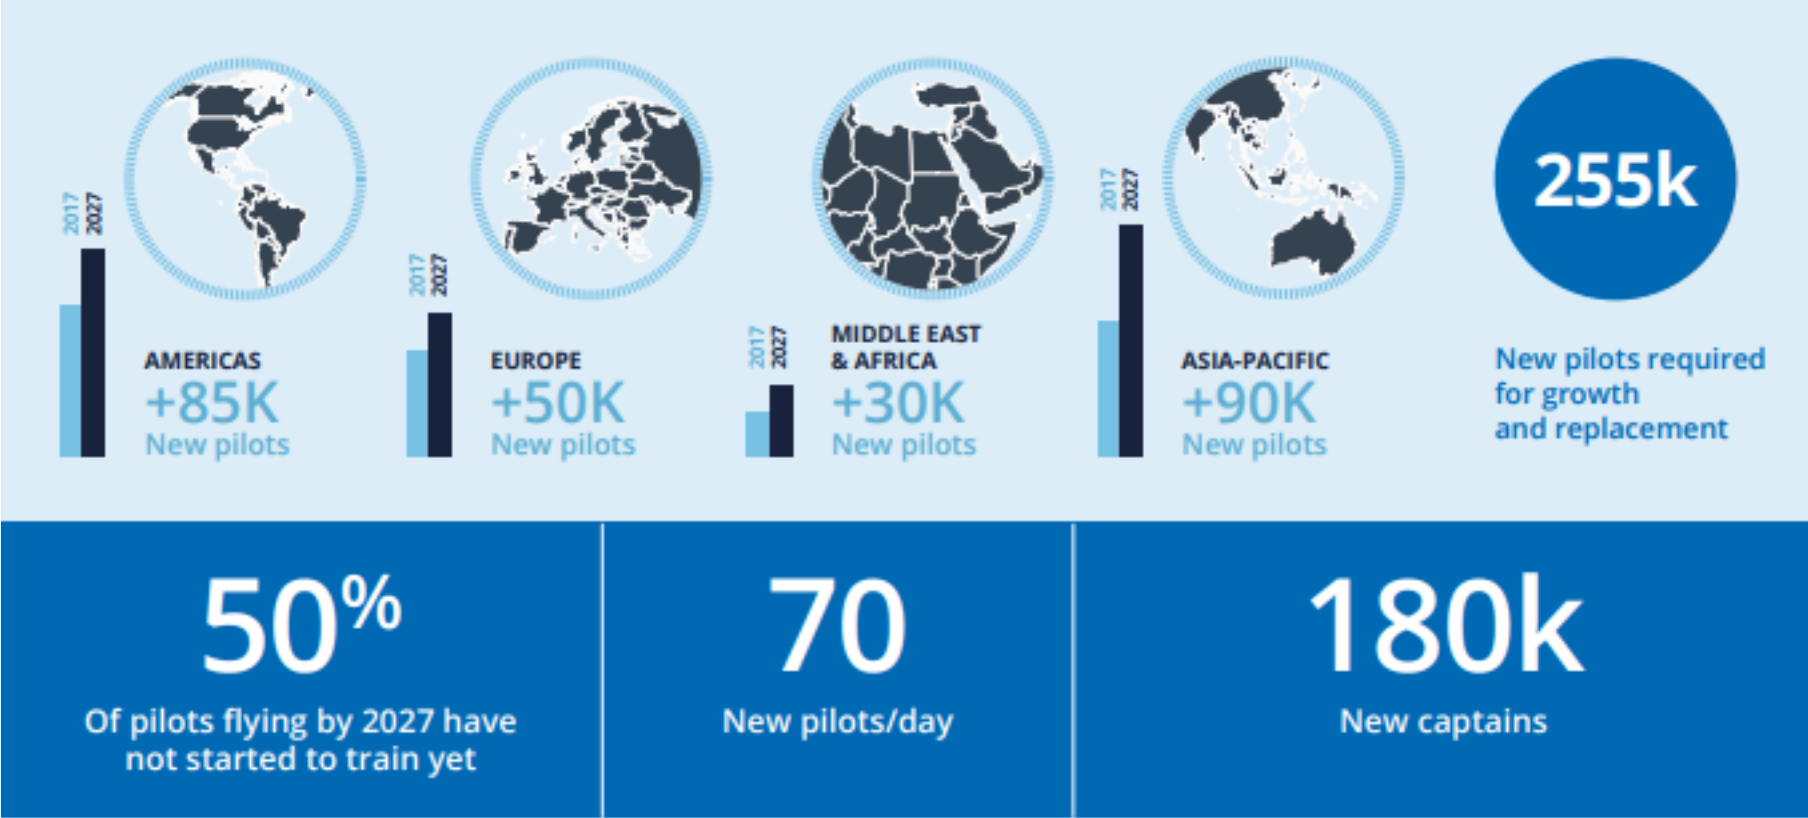 2017
2027
AMERICAS
+85K
New pilots
2017
2027
EUROPE
+50K
New pilots
2017
2027
MIDDLE EAST
& AFRICA
+30K
New pilots
2017
2027
ASIA-PACIFIC
+90K
New pilots
255k
New pilots required
for growth
and replacement
50%
Of pilots flying by 2027 have
not started to train yet
70
New pilots/day
180k
New captains